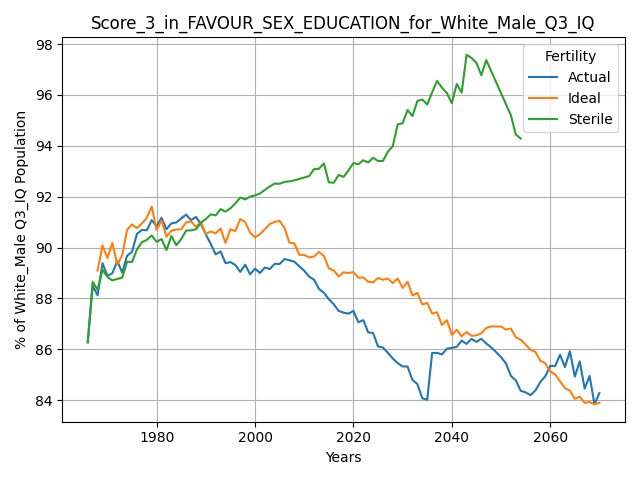 Score_3_in_FAVOUR_SEX_EDUCATION_for_White_Male_Q3_IQ
98
96
94
92
90
88
86
84
% of White_Male Q3_IQ Population
Fertility
Actual
Ideal
Sterile
1980
2000
2020
2040
2060
Years